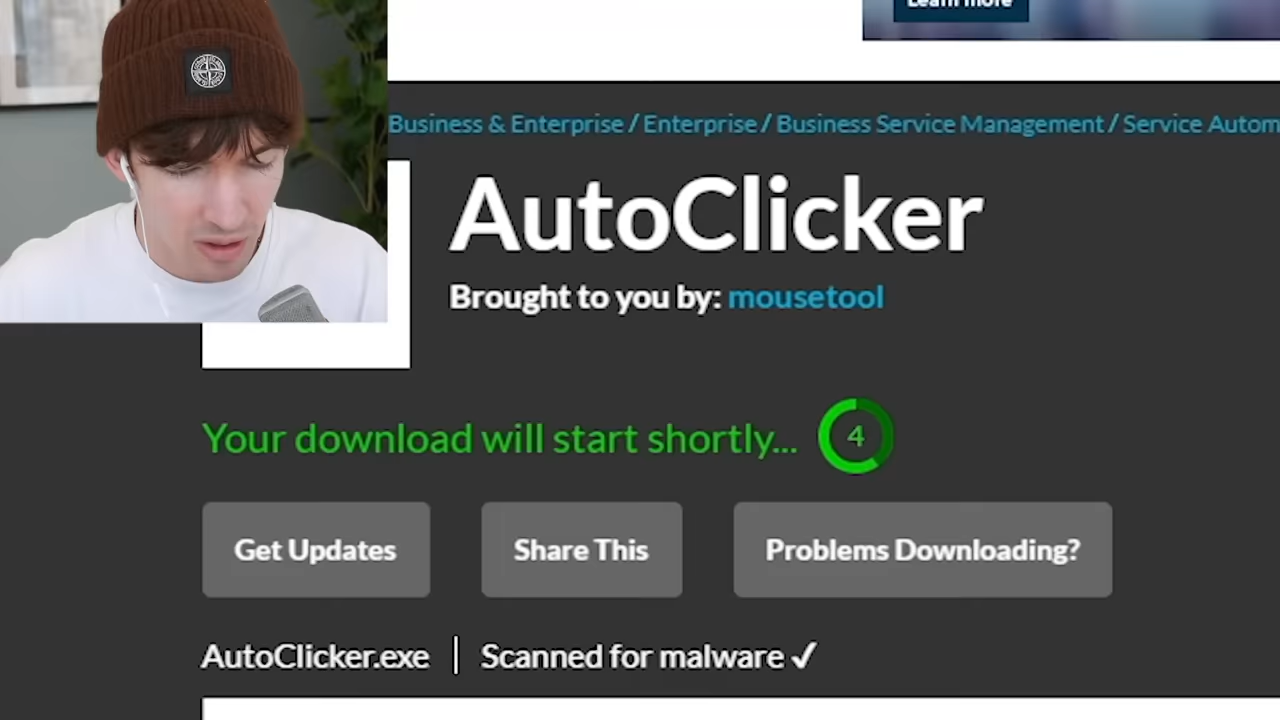 Learn more
Business & Enterprise / Enterprise / Business Service Management / Service Autom
AutoClicker
Brought to you by: mousetool
Your download will start shortly... 4
Get Updates Share This Problems Downloading?
AutoClicker.exe | Scanned for malware ✓